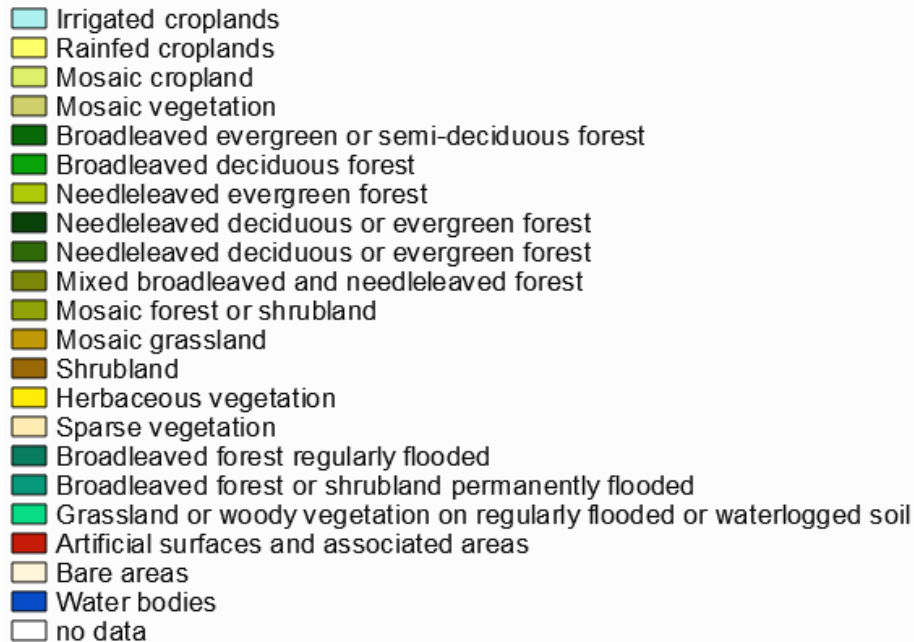 Irrigated croplands
Rainfed croplands
Mosaic cropland
Mosaic vegetation
Broadleaved evergreen or semi-deciduous forest
Broadleaved deciduous forest
Needleleaved evergreen forest
Needleleaved deciduous or evergreen forest
Needleleaved deciduous or evergreen forest
Mixed broadleaved and needleleaved forest
Mosaic forest or shrubland
Mosaic grassland
Shrubland
Herbaceous vegetation
Sparse vegetation
Broadleaved forest regularly flooded
Broadleaved forest or shrubland permanently flooded
Grassland or woody vegetation on regularly flooded or waterlogged soil
Artificial surfaces and associated areas
Bare areas
Water bodies
no data